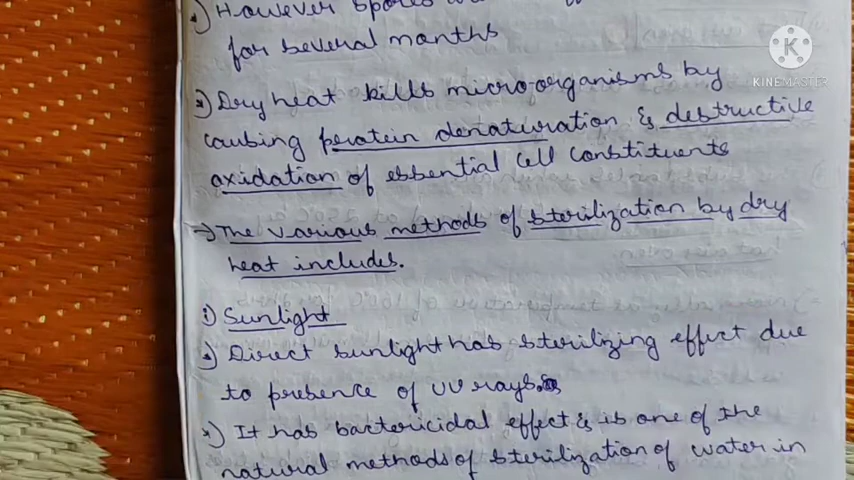 However spores
for several months
Dry heat kills micro-organisms by
causing protein denaturation & destructive
oxidation of essential cell constituents
→ The various methods of sterilization by dry
heat includes.
i) Sunlight
Direct sunlight has sterilizing effect due
to presence of UV rays.
It has bactericidal effect & is one of the
natural methods of sterilization of water in
KINEMASTER